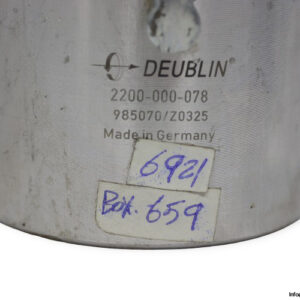 DEUBLIN®
2200-000-078
985070/Z0325
Made in Germany
6921
Box. 659